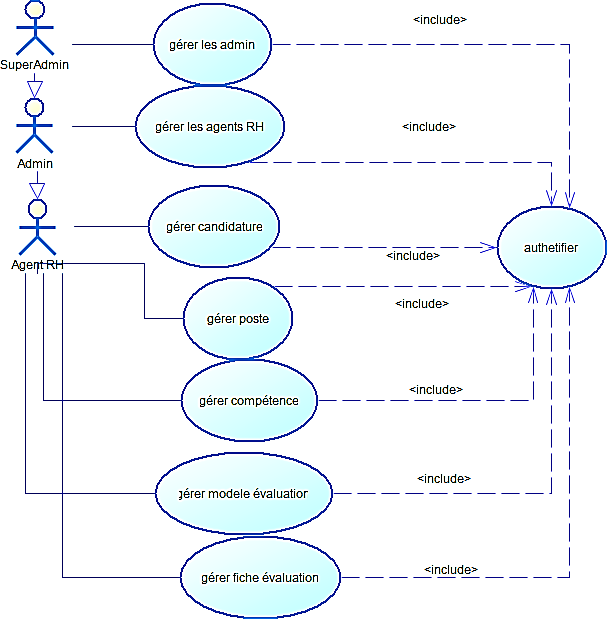 <include>
gérer les admin
SuperAdmin
<include>
gérer les agents RH
Admin
gérer candidature
authetifier
<include>
Agent RH
<include>
gérer poste
<include>
gérer compétence
<include>
gérer modele évaluation
<include>
gérer fiche évaluation